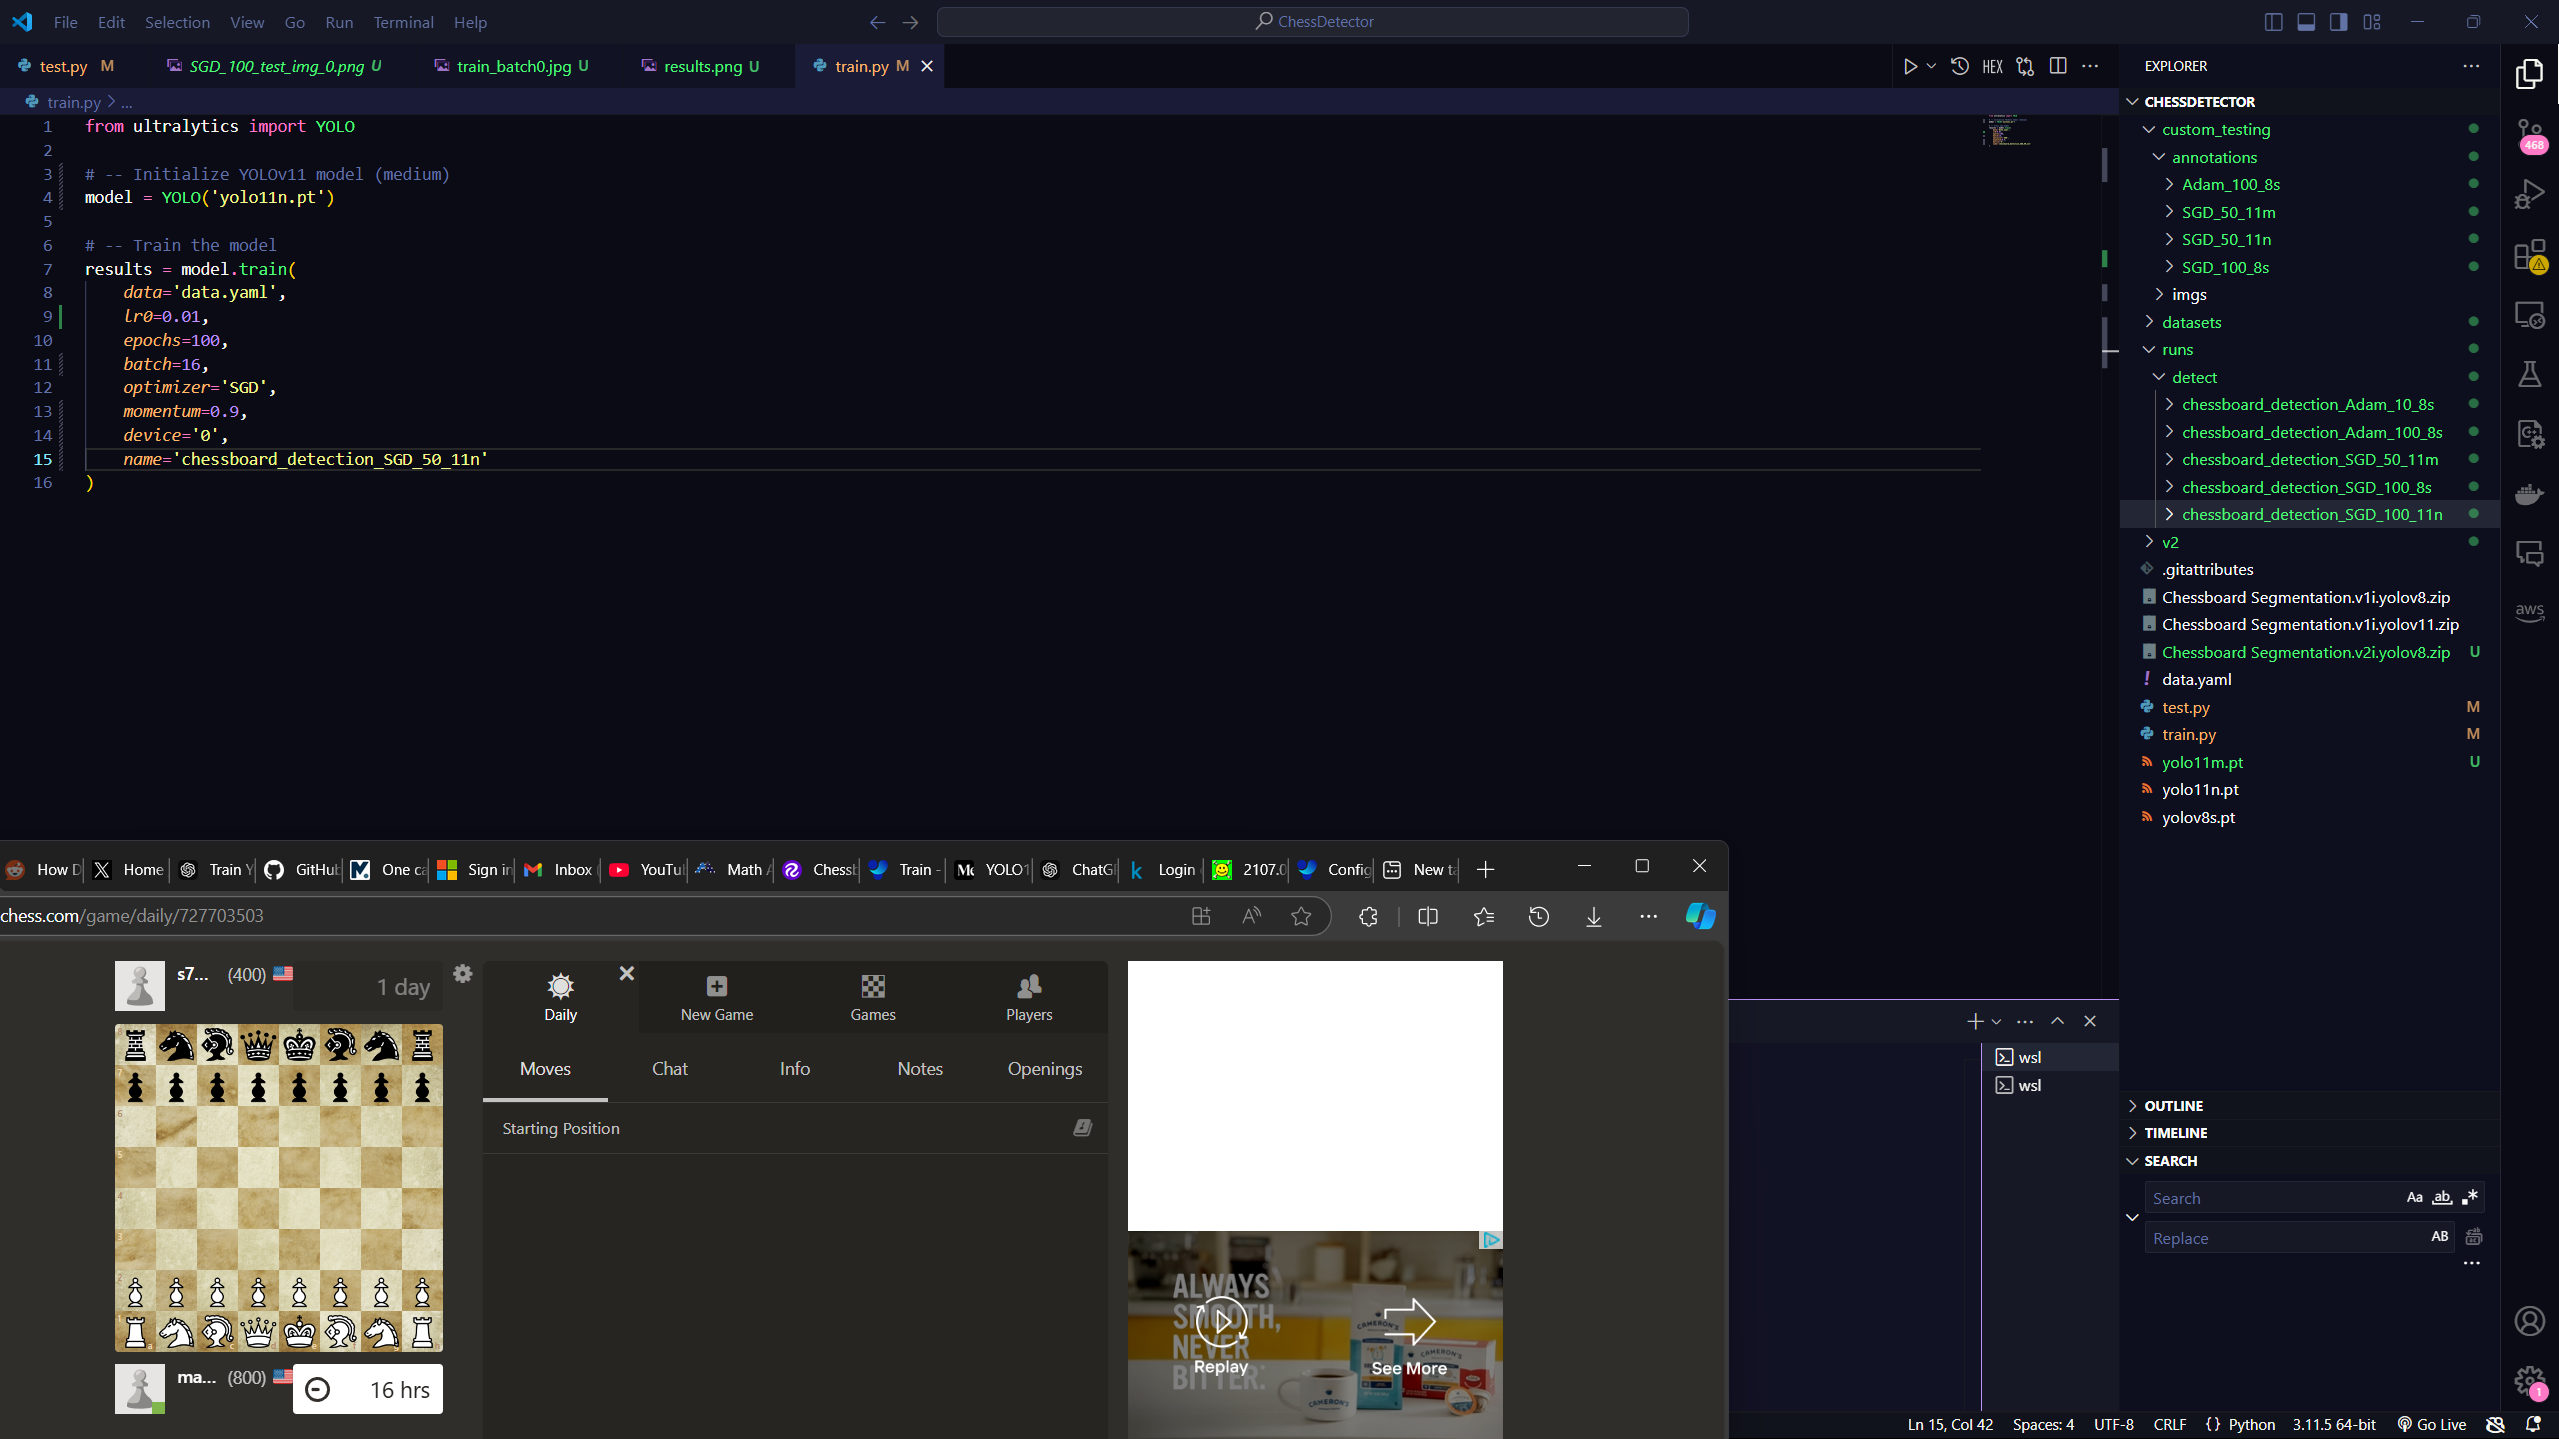 File Edit Selection View Go Run Terminal Help
ChessDetector
test.py M
SGD_100_test_img_0.png U
train_batch0.jpg U
results.png U
train.py M
HEX
train.py > ...
1 from ultralytics import YOLO
2
3 # -- Initialize YOLOv11 model (medium)
4 model = YOLO('yolo11n.pt')
5
6 # -- Train the model
7 results = model.train(
8 data='data.yaml',
9 lr0=0.01,
10 epochs=100,
11 batch=16,
12 optimizer='SGD',
13 momentum=0.9,
14 device='0',
15 name='chessboard_detection_SGD_50_11n'
16 )
EXPLORER
CHESSDETECTOR
custom_testing
annotations
Adam_100_8s
SGD_50_11m
SGD_50_11n
SGD_100_8s
imgs
datasets
runs
detect
chessboard_detection_Adam_10_8s
chessboard_detection_Adam_100_8s
chessboard_detection_SGD_50_11m
chessboard_detection_SGD_100_8s
chessboard_detection_SGD_100_11n
v2
.gitattributes
Chessboard Segmentation.v1i.yolov8.zip
Chessboard Segmentation.v1i.yolov11.zip
Chessboard Segmentation.v2i.yolov8.zip U
data.yaml
test.py M
train.py M
yolo11m.pt U
yolo11n.pt
yolov8s.pt
OUTLINE
TIMELINE
SEARCH
Search Aa ab
Replace AB
468
aws
1
How D Home Train Y GitHub One ca Sign in Inbox ( YouTu Math A Chessb Train - YOLO1 ChatG Login 2107.0 Config New ta
chess.com/game/daily/727703503
s7... (400) 1 day
Daily New Game Games Players
Moves Chat Info Notes Openings
Starting Position
ma... (800) 16 hrs
ALWAYS
SMOOTH,
NEVER
BITTER.
Replay
See More
CAMERON'S
CAMERON'S
wsl
wsl
Ln 15, Col 42 Spaces: 4 UTF-8 CRLF {} Python 3.11.5 64-bit Go Live